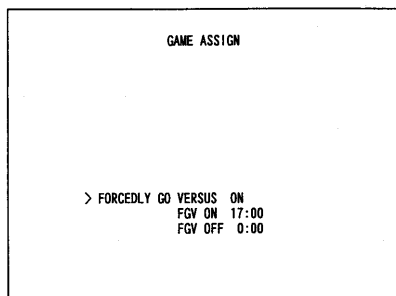 GAME ASSIGN
> FORCEDLY GO VERSUS ON
FGV ON 17:00
FGV OFF 0:00